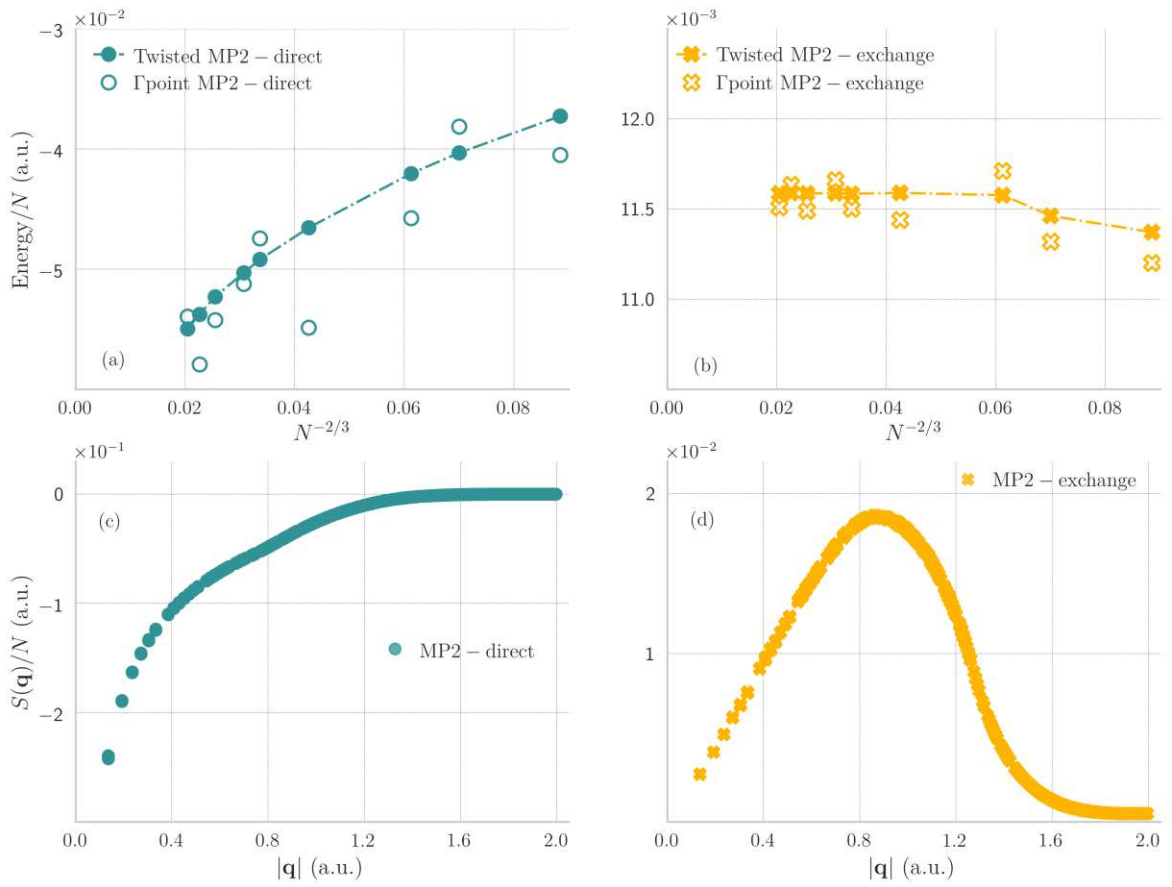 ×10⁻²
−3
−4
−5
Energy/N (a.u.)
Twisted MP2 − direct
Γpoint MP2 − direct
(a)
0.00 0.02 0.04 0.06 0.08
N⁻²ᐟ³
×10⁻³
12.0
11.5
11.0
Twisted MP2 − exchange
Γpoint MP2 − exchange
(b)
0.00 0.02 0.04 0.06 0.08
N⁻²ᐟ³
×10⁻¹
0
−1
−2
S(q)/N (a.u.)
(c)
MP2 − direct
0.0 0.4 0.8 1.2 1.6 2.0
|q| (a.u.)
×10⁻²
2
1
MP2 − exchange
(d)
0.0 0.4 0.8 1.2 1.6 2.0
|q| (a.u.)